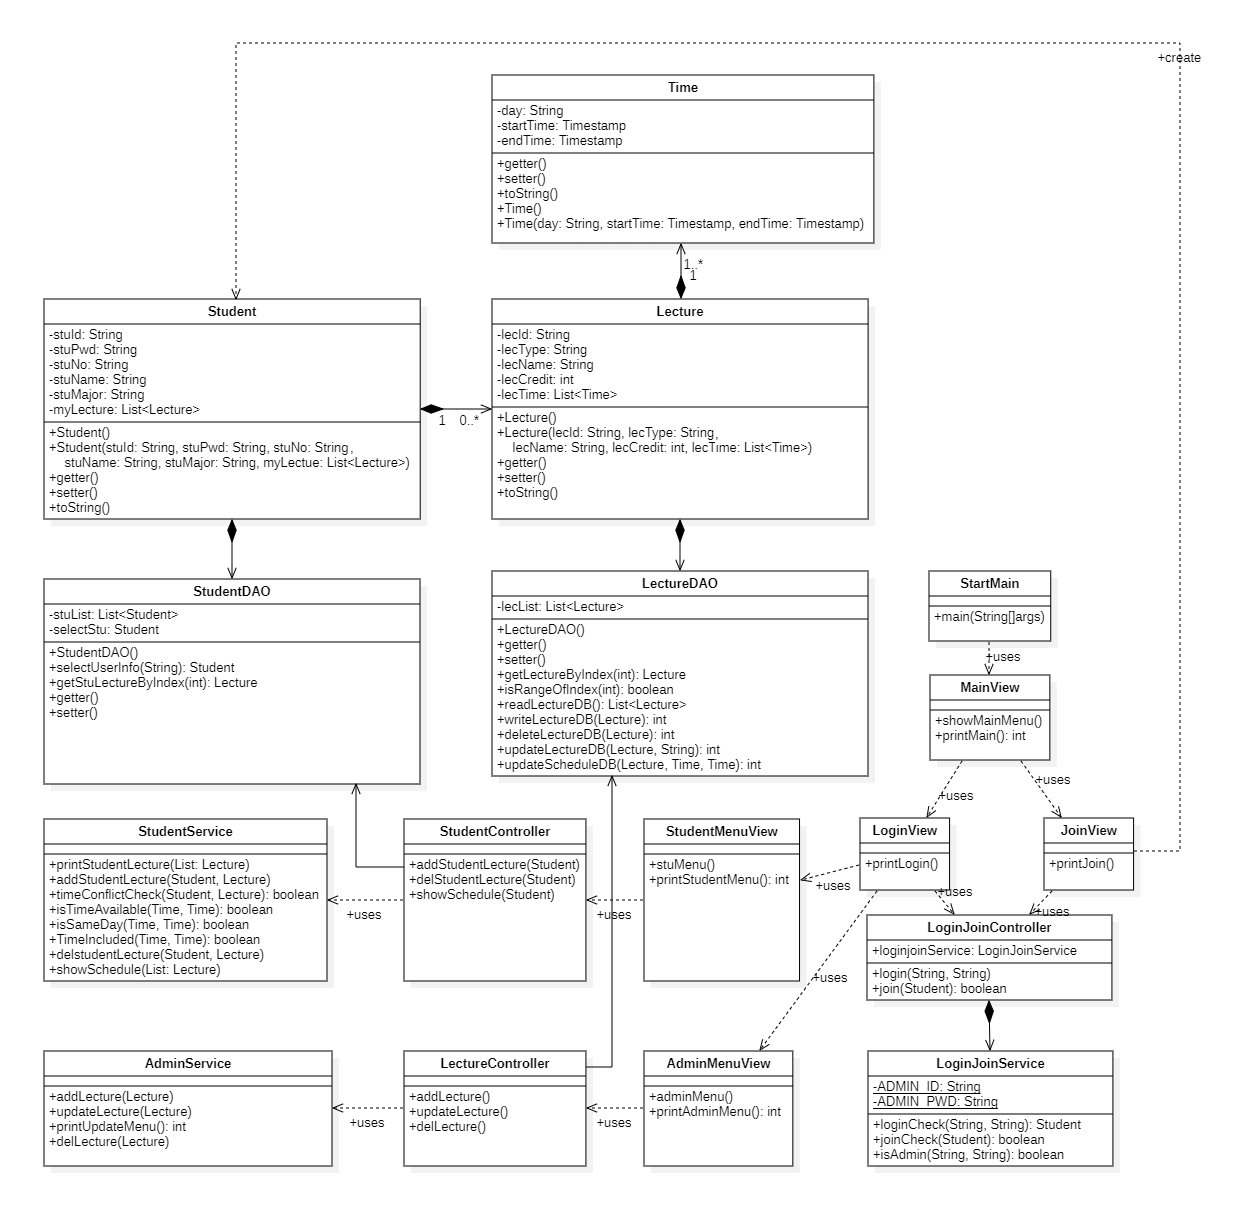 +create
Time
-day: String
-startTime: Timestamp
-endTime: Timestamp
+getter()
+setter()
+toString()
+Time()
+Time(day: String, startTime: Timestamp, endTime: Timestamp)
1..*
1
Student
-stuId: String
-stuPwd: String
-stuNo: String
-stuName: String
-stuMajor: String
-myLecture: List<Lecture>
+Student()
+Student(stuId: String, stuPwd: String, stuNo: String,
stuName: String, stuMajor: String, myLectue: List<Lecture>)
+getter()
+setter()
+toString()
1
0..*
Lecture
-lecId: String
-lecType: String
-lecName: String
-lecCredit: int
-lecTime: List<Time>
+Lecture()
+Lecture(lecId: String, lecType: String,
lecName: String, lecCredit: int, lecTime: List<Time>)
+getter()
+setter()
+toString()
StudentDAO
-stuList: List<Student>
-selectStu: Student
+StudentDAO()
+selectUserInfo(String): Student
+getStuLectureByIndex(int): Lecture
+getter()
+setter()
LectureDAO
-lecList: List<Lecture>
+LectureDAO()
+getter()
+setter()
+getLectureByIndex(int): Lecture
+isRangeOfIndex(int): boolean
+readLectureDB(): List<Lecture>
+writeLectureDB(Lecture): int
+deleteLectureDB(Lecture): int
+updateLectureDB(Lecture, String): int
+updateScheduleDB(Lecture, Time, Time): int
StartMain
+main(String[]args)
+uses
MainView
+showMainMenu()
+printMain(): int
+uses
+uses
StudentService
+printStudentLecture(List: Lecture)
+addStudentLecture(Student, Lecture)
+timeConflictCheck(Student, Lecture): boolean
+isTimeAvailable(Time, Time): boolean
+isSameDay(Time, Time): boolean
+TimeIncluded(Time, Time): boolean
+delstudentLecture(Student, Lecture)
+showSchedule(List: Lecture)
+uses
StudentController
+addStudentLecture(Student)
+delStudentLecture(Student)
+showSchedule(Student)
+uses
StudentMenuView
+stuMenu()
+printStudentMenu(): int
+uses
LoginView
+printLogin()
JoinView
+printJoin()
+uses
+uses
+uses
LoginJoinController
+loginjoinService: LoginJoinService
+login(String, String)
+join(Student): boolean
AdminService
+addLecture(Lecture)
+updateLecture(Lecture)
+printUpdateMenu(): int
+delLecture(Lecture)
+uses
LectureController
+addLecture()
+updateLecture()
+delLecture()
+uses
AdminMenuView
+adminMenu()
+printAdminMenu(): int
LoginJoinService
-ADMIN_ID: String
-ADMIN_PWD: String
+loginCheck(String, String): Student
+joinCheck(Student): boolean
+isAdmin(String, String): boolean